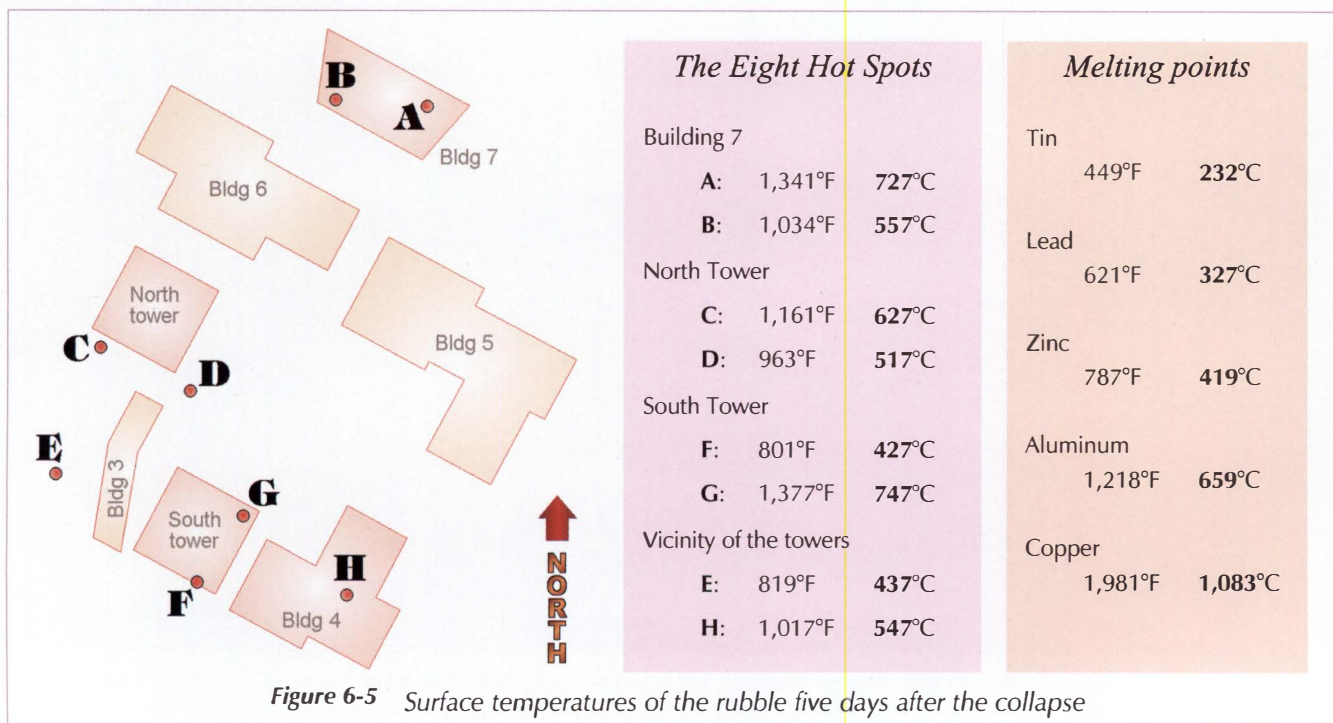 B
A
Bldg 7
Bldg 6
North
tower
C
D
Bldg 5
E
Bldg 3
G
South
tower
F
H
Bldg 4
NORTH
The Eight Hot Spots
Building 7
A: 1,341°F 727°C
B: 1,034°F 557°C
North Tower
C: 1,161°F 627°C
D: 963°F 517°C
South Tower
F: 801°F 427°C
G: 1,377°F 747°C
Vicinity of the towers
E: 819°F 437°C
H: 1,017°F 547°C
Melting points
Tin
449°F 232°C
Lead
621°F 327°C
Zinc
787°F 419°C
Aluminum
1,218°F 659°C
Copper
1,981°F 1,083°C
Figure 6-5 Surface temperatures of the rubble five days after the collapse